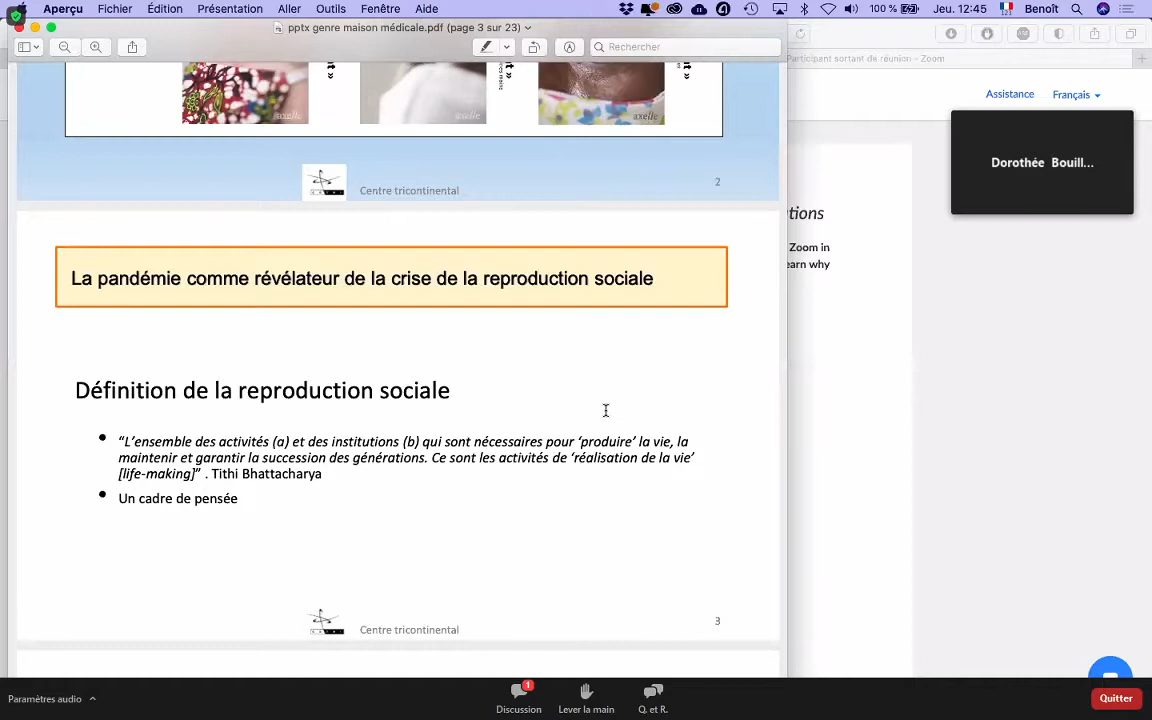 Aperçu Fichier Édition Présentation Aller Outils Fenêtre Aide 100 % Jeu. 12:45 Benoît
pptx genre maison médicale.pdf (page 3 sur 23)
Rechercher
Participant sortant de réunion – Zoom
Assistance Français
Dorothée Bouill...
axelle axelle axelle
Centre tricontinental
2
tions
Zoom in
earn why
La pandémie comme révélateur de la crise de la reproduction sociale
Définition de la reproduction sociale
• “L’ensemble des activités (a) et des institutions (b) qui sont nécessaires pour ‘produire’ la vie, la
maintenir et garantir la succession des générations. Ce sont les activités de ‘réalisation de la vie’
[life-making]” . Tithi Bhattacharya
• Un cadre de pensée
Centre tricontinental
3
Paramètres audio
1
Discussion Lever la main Q. et R.
Quitter